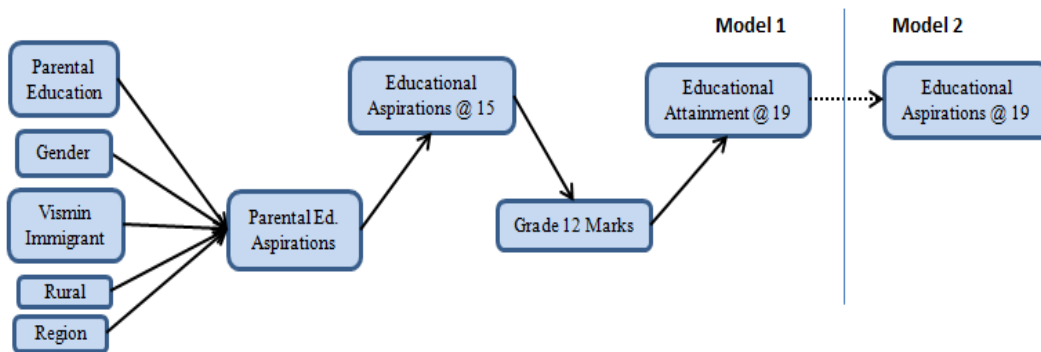 Model 1
Model 2
Parental
Education
Gender
Vismin
Immigrant
Rural
Region
Parental Ed.
Aspirations
Educational
Aspirations @ 15
Grade 12 Marks
Educational
Attainment @ 19
Educational
Aspirations @ 19